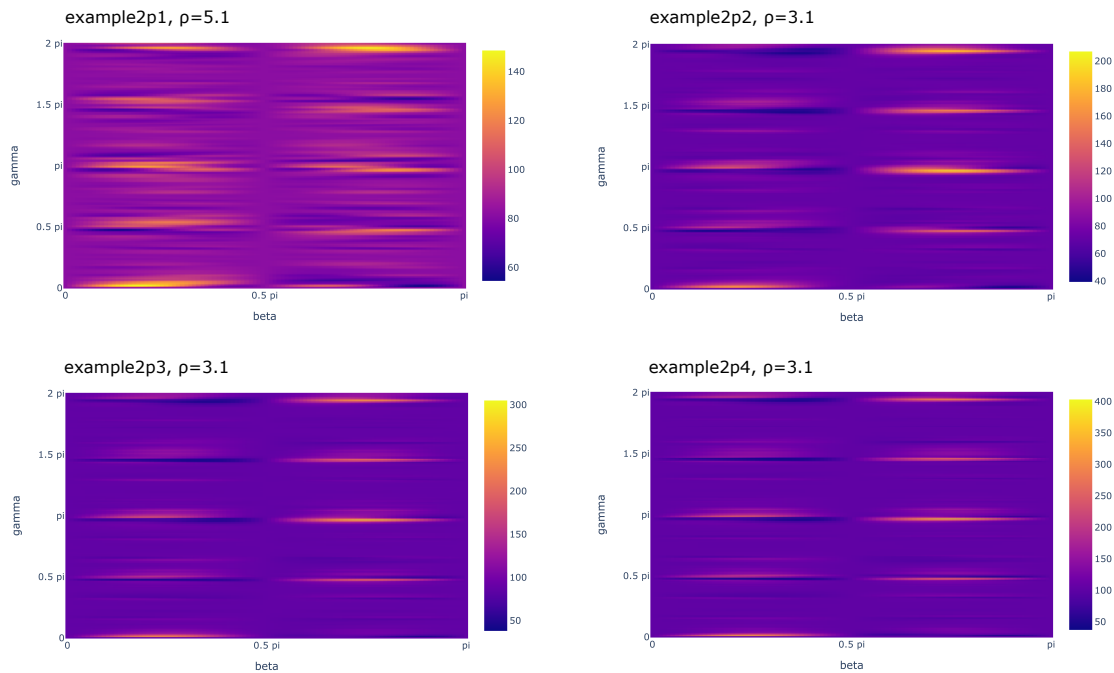 example2p1, ρ=5.1
2 pi
1.5 pi
pi
0.5 pi
0
gamma
0
0.5 pi
pi
beta
140
120
100
80
60
example2p2, ρ=3.1
2 pi
1.5 pi
pi
0.5 pi
0
gamma
0
0.5 pi
pi
beta
200
180
160
140
120
100
80
60
40
example2p3, ρ=3.1
2 pi
1.5 pi
pi
0.5 pi
0
gamma
0
0.5 pi
pi
beta
300
250
200
150
100
50
example2p4, ρ=3.1
2 pi
1.5 pi
pi
0.5 pi
0
gamma
0
0.5 pi
pi
beta
400
350
300
250
200
150
100
50